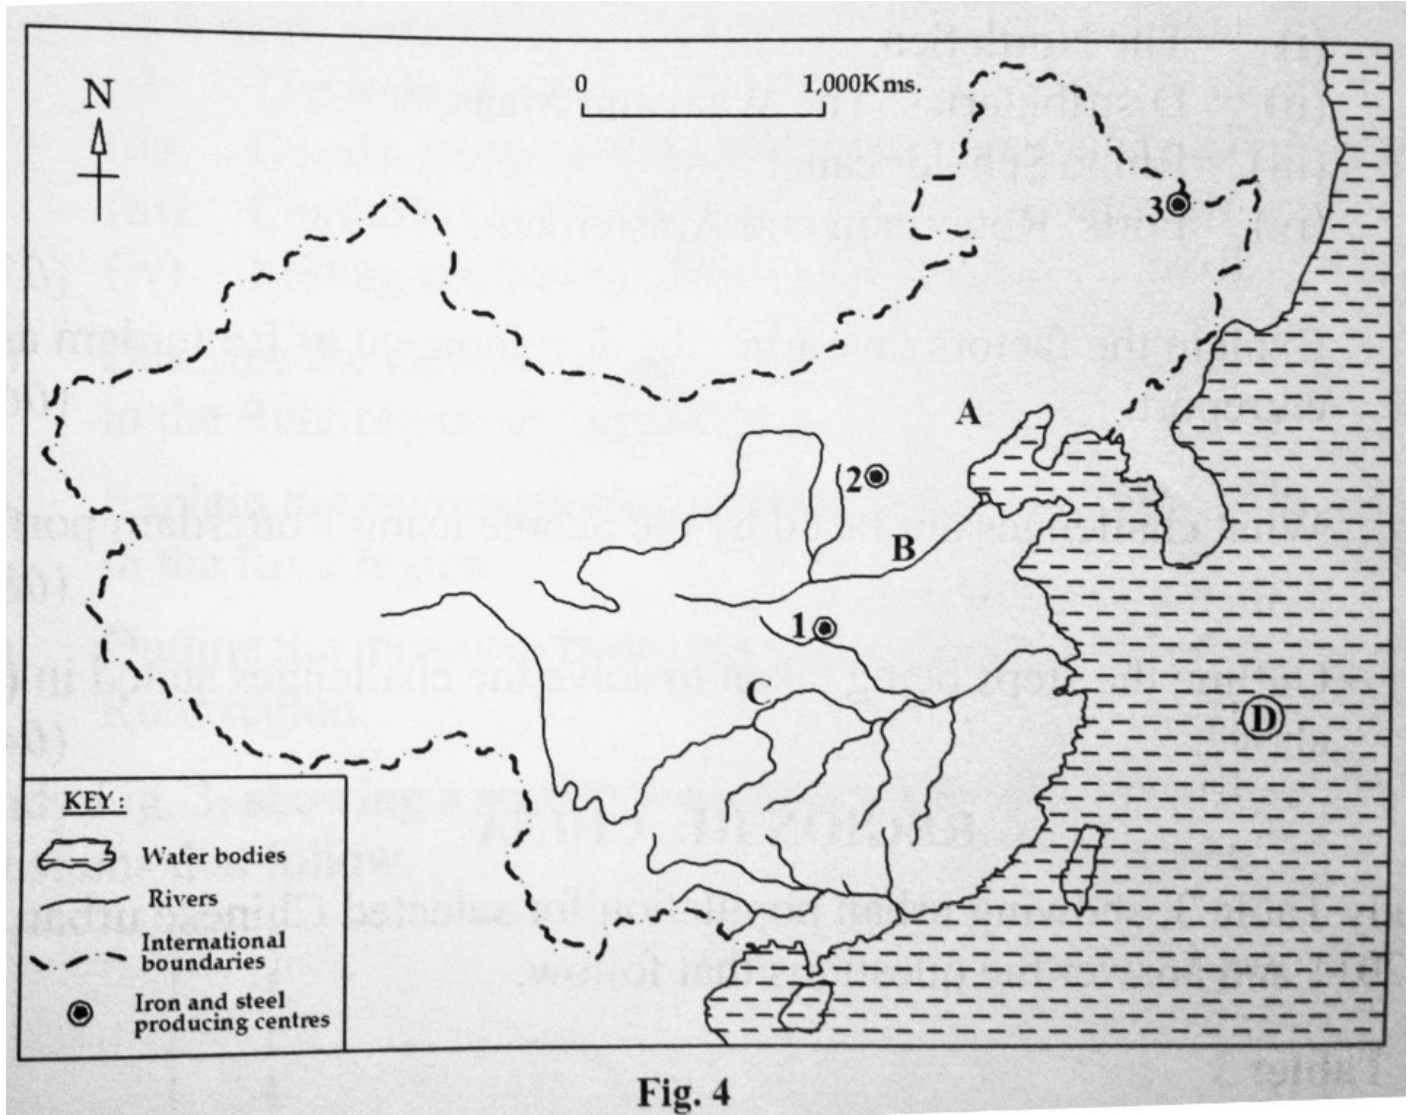 N
0 1,000Kms.
3
A
2
B
1
C
D
KEY :
Water bodies
Rivers
International
boundaries
Iron and steel
producing centres
Fig. 4